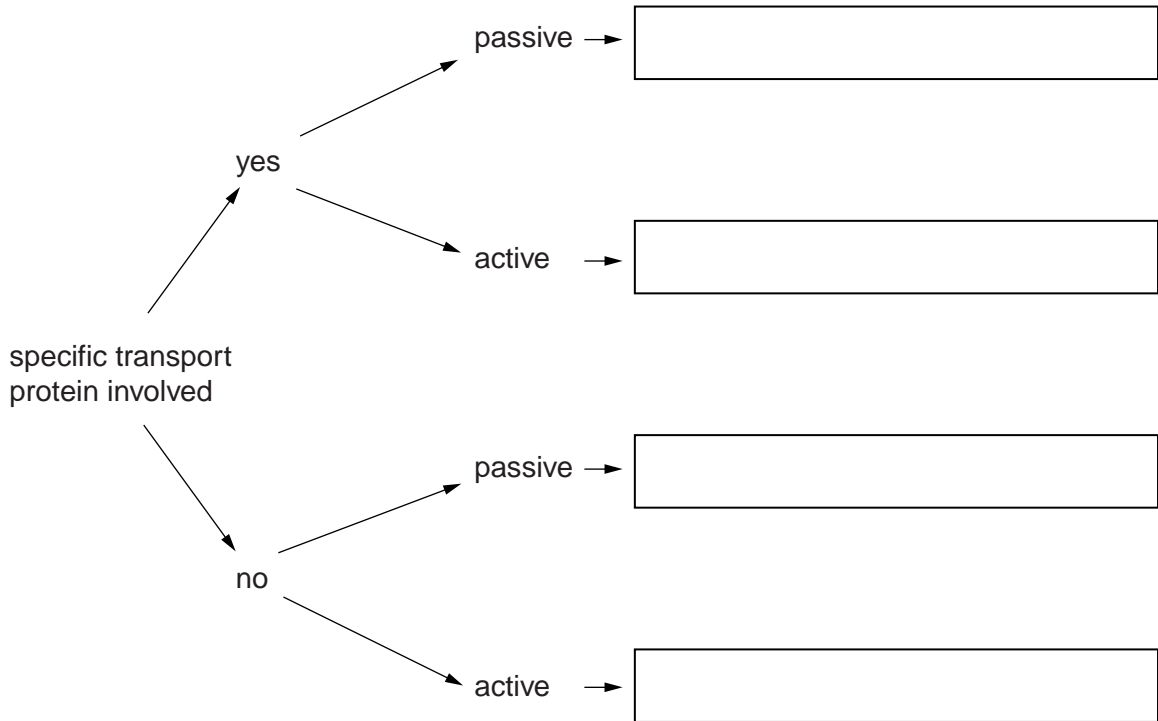 passive
yes
active
specific transport
protein involved
passive
no
active